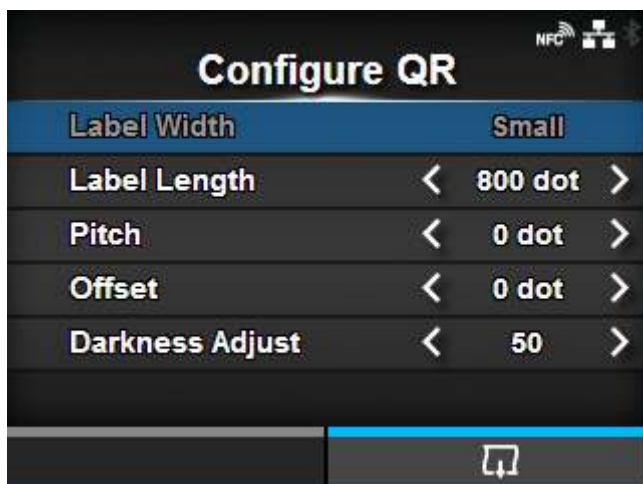 NFC
Configure QR
Label Width Small
Label Length 800 dot
Pitch 0 dot
Offset 0 dot
Darkness Adjust 50